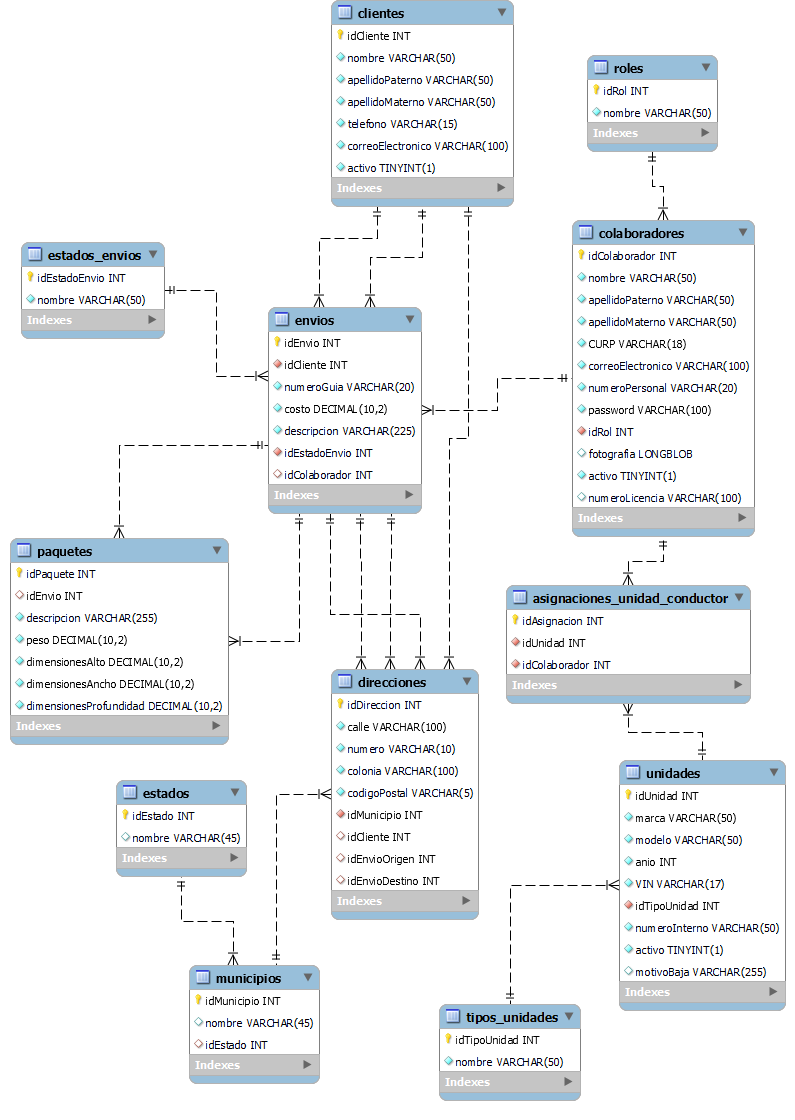 clientes
idCliente INT
nombre VARCHAR(50)
apellidoPaterno VARCHAR(50)
apellidoMaterno VARCHAR(50)
telefono VARCHAR(15)
correoElectronico VARCHAR(100)
activo TINYINT(1)
Indexes
roles
idRol INT
nombre VARCHAR(50)
Indexes
estados_envios
idEstadoEnvio INT
nombre VARCHAR(50)
Indexes
envios
idEnvio INT
idCliente INT
numeroGuia VARCHAR(20)
costo DECIMAL(10,2)
descripcion VARCHAR(225)
idEstadoEnvio INT
idColaborador INT
Indexes
colaboradores
idColaborador INT
nombre VARCHAR(50)
apellidoPaterno VARCHAR(50)
apellidoMaterno VARCHAR(50)
CURP VARCHAR(18)
correoElectronico VARCHAR(100)
numeroPersonal VARCHAR(20)
password VARCHAR(100)
idRol INT
fotografia LONGBLOB
activo TINYINT(1)
numeroLicencia VARCHAR(100)
Indexes
paquetes
idPaquete INT
idEnvio INT
descripcion VARCHAR(255)
peso DECIMAL(10,2)
dimensionesAlto DECIMAL(10,2)
dimensionesAncho DECIMAL(10,2)
dimensionesProfundidad DECIMAL(10,2)
Indexes
asignaciones_unidad_conductor
idAsignacion INT
idUnidad INT
idColaborador INT
Indexes
direcciones
idDireccion INT
calle VARCHAR(100)
numero VARCHAR(10)
colonia VARCHAR(100)
codigoPostal VARCHAR(5)
idMunicipio INT
idCliente INT
idEnvioOrigen INT
idEnvioDestino INT
Indexes
estados
idEstado INT
nombre VARCHAR(45)
Indexes
unidades
idUnidad INT
marca VARCHAR(50)
modelo VARCHAR(50)
anio INT
VIN VARCHAR(17)
idTipoUnidad INT
numeroInterno VARCHAR(50)
activo TINYINT(1)
motivoBaja VARCHAR(255)
Indexes
municipios
idMunicipio INT
nombre VARCHAR(45)
idEstado INT
Indexes
tipos_unidades
idTipoUnidad INT
nombre VARCHAR(50)
Indexes